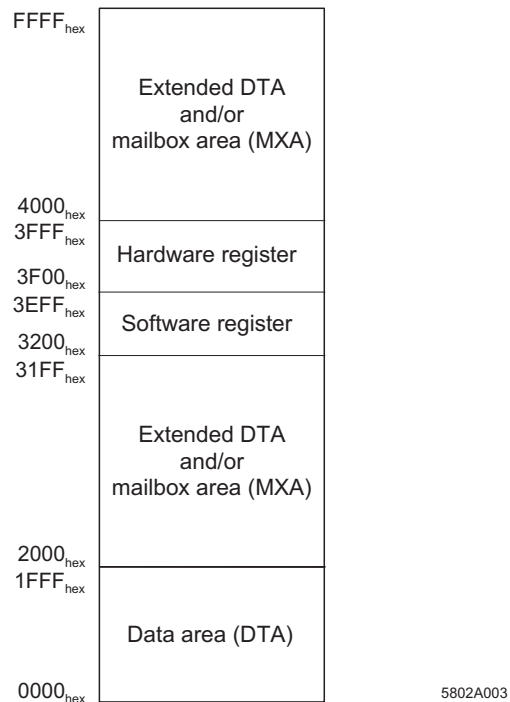 FFFFhex
Extended DTA
and/or
mailbox area (MXA)
4000hex
3FFFhex
Hardware register
3F00hex
3EFFhex
Software register
3200hex
31FFhex
Extended DTA
and/or
mailbox area (MXA)
2000hex
1FFFhex
Data area (DTA)
0000hex
5802A003